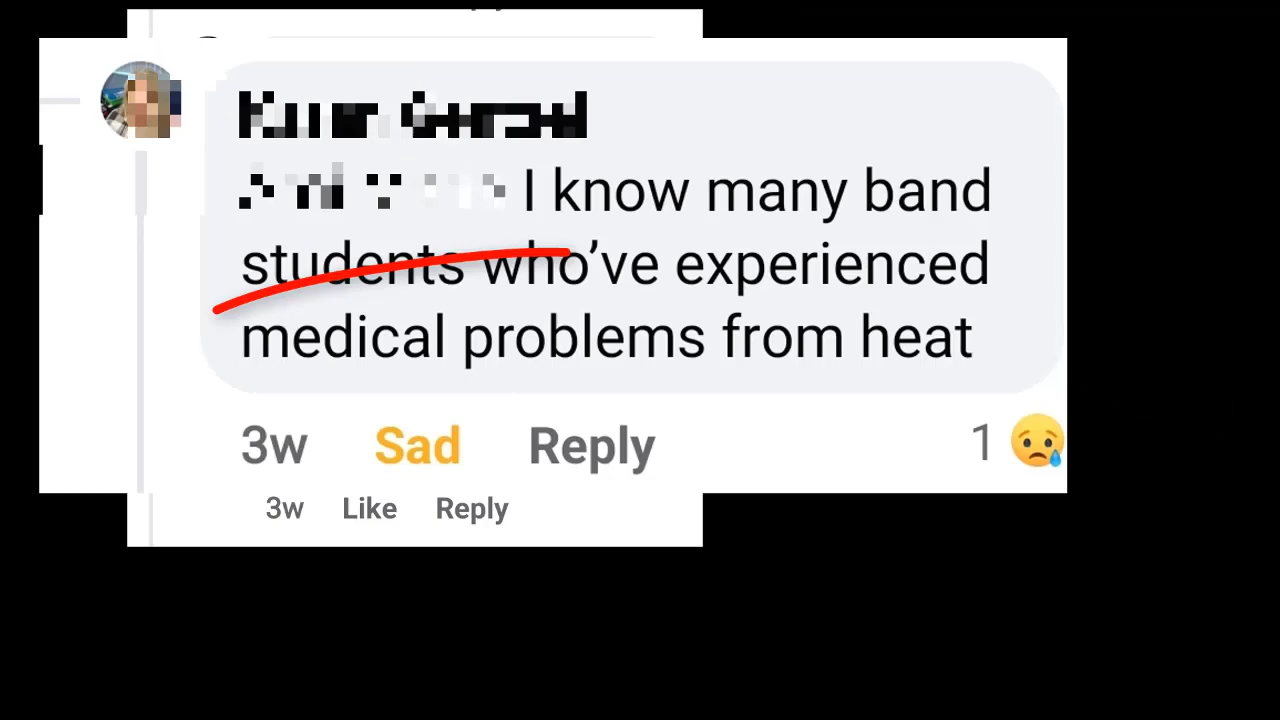 I know many band
students who’ve experienced
medical problems from heat
3w Sad Reply 1
3w Like Reply